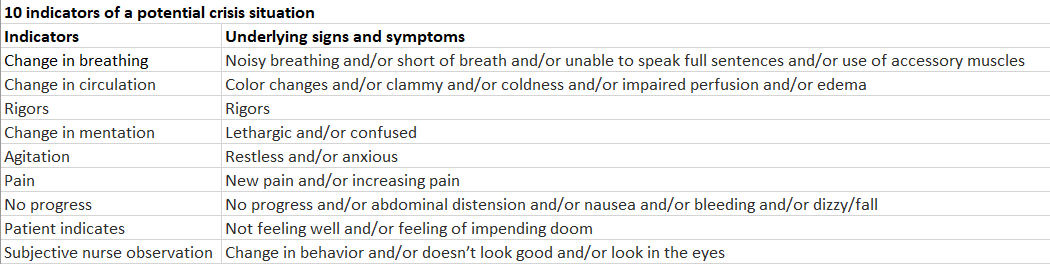 10 indicators of a potential crisis situation
Indicators Underlying signs and symptoms
Change in breathing Noisy breathing and/or short of breath and/or unable to speak full sentences and/or use of accessory muscles
Change in circulation Color changes and/or clammy and/or coldness and/or impaired perfusion and/or edema
Rigors Rigors
Change in mentation Lethargic and/or confused
Agitation Restless and/or anxious
Pain New pain and/or increasing pain
No progress No progress and/or abdominal distension and/or nausea and/or bleeding and/or dizzy/fall
Patient indicates Not feeling well and/or feeling of impending doom
Subjective nurse observation Change in behavior and/or doesn’t look good and/or look in the eyes